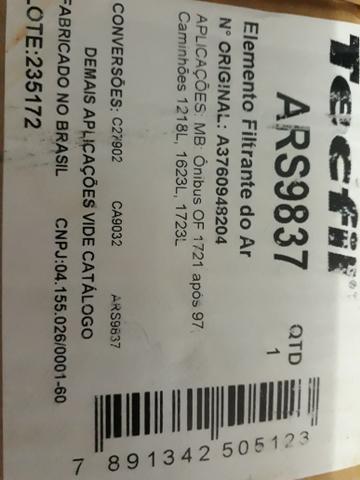 Tecfil®
ARS9837 QTD
1
Elemento Filtrante do Ar
N° ORIGINAL: A3760948204
APLICAÇÕES: MB: Ônibus OF 1721 após 97.
Caminhões 1218L, 1623L, 1723L
CONVERSÕES: C27902 CA9032 ARS9837
DEMAIS APLICAÇÕES VIDE CATÁLOGO
FABRICADO NO BRASIL CNPJ:04.155.026/0001-60
LOTE:235172
7 891342 505123